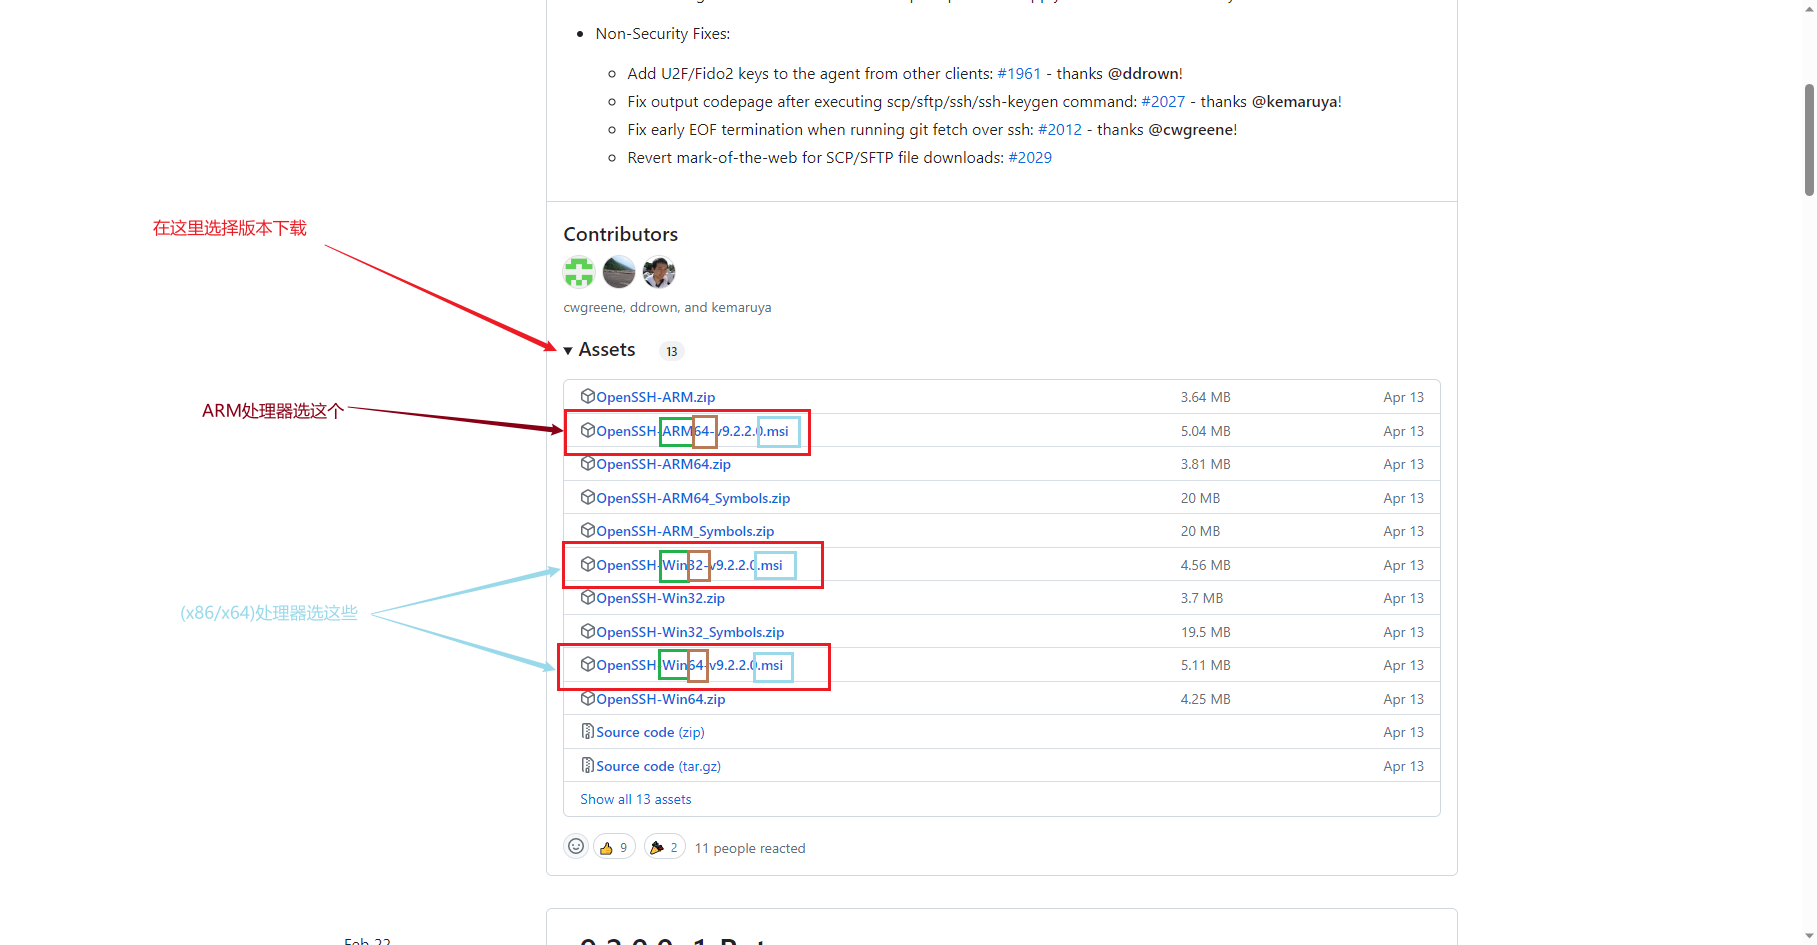 Non-Security Fixes:
Add U2F/Fido2 keys to the agent from other clients: #1961 - thanks @ddrown!
Fix output codepage after executing scp/sftp/ssh/ssh-keygen command: #2027 - thanks @kemaruya!
Fix early EOF termination when running git fetch over ssh: #2012 - thanks @cwgreene!
Revert mark-of-the-web for SCP/SFTP file downloads: #2029
在这里选择版本下载
Contributors
cwgreene, ddrown, and kemaruya
Assets 13
OpenSSH-ARM.zip 3.64 MB Apr 13
ARM处理器选这个
OpenSSH-ARM64-v9.2.2.0.msi 5.04 MB Apr 13
OpenSSH-ARM64.zip 3.81 MB Apr 13
OpenSSH-ARM64_Symbols.zip 20 MB Apr 13
OpenSSH-ARM_Symbols.zip 20 MB Apr 13
OpenSSH-Win32-v9.2.2.0.msi 4.56 MB Apr 13
OpenSSH-Win32.zip 3.7 MB Apr 13
(x86/x64)处理器选这些
OpenSSH-Win32_Symbols.zip 19.5 MB Apr 13
OpenSSH-Win64-v9.2.2.0.msi 5.11 MB Apr 13
OpenSSH-Win64.zip 4.25 MB Apr 13
Source code (zip) Apr 13
Source code (tar.gz) Apr 13
Show all 13 assets
9 2 11 people reacted
Feb 22